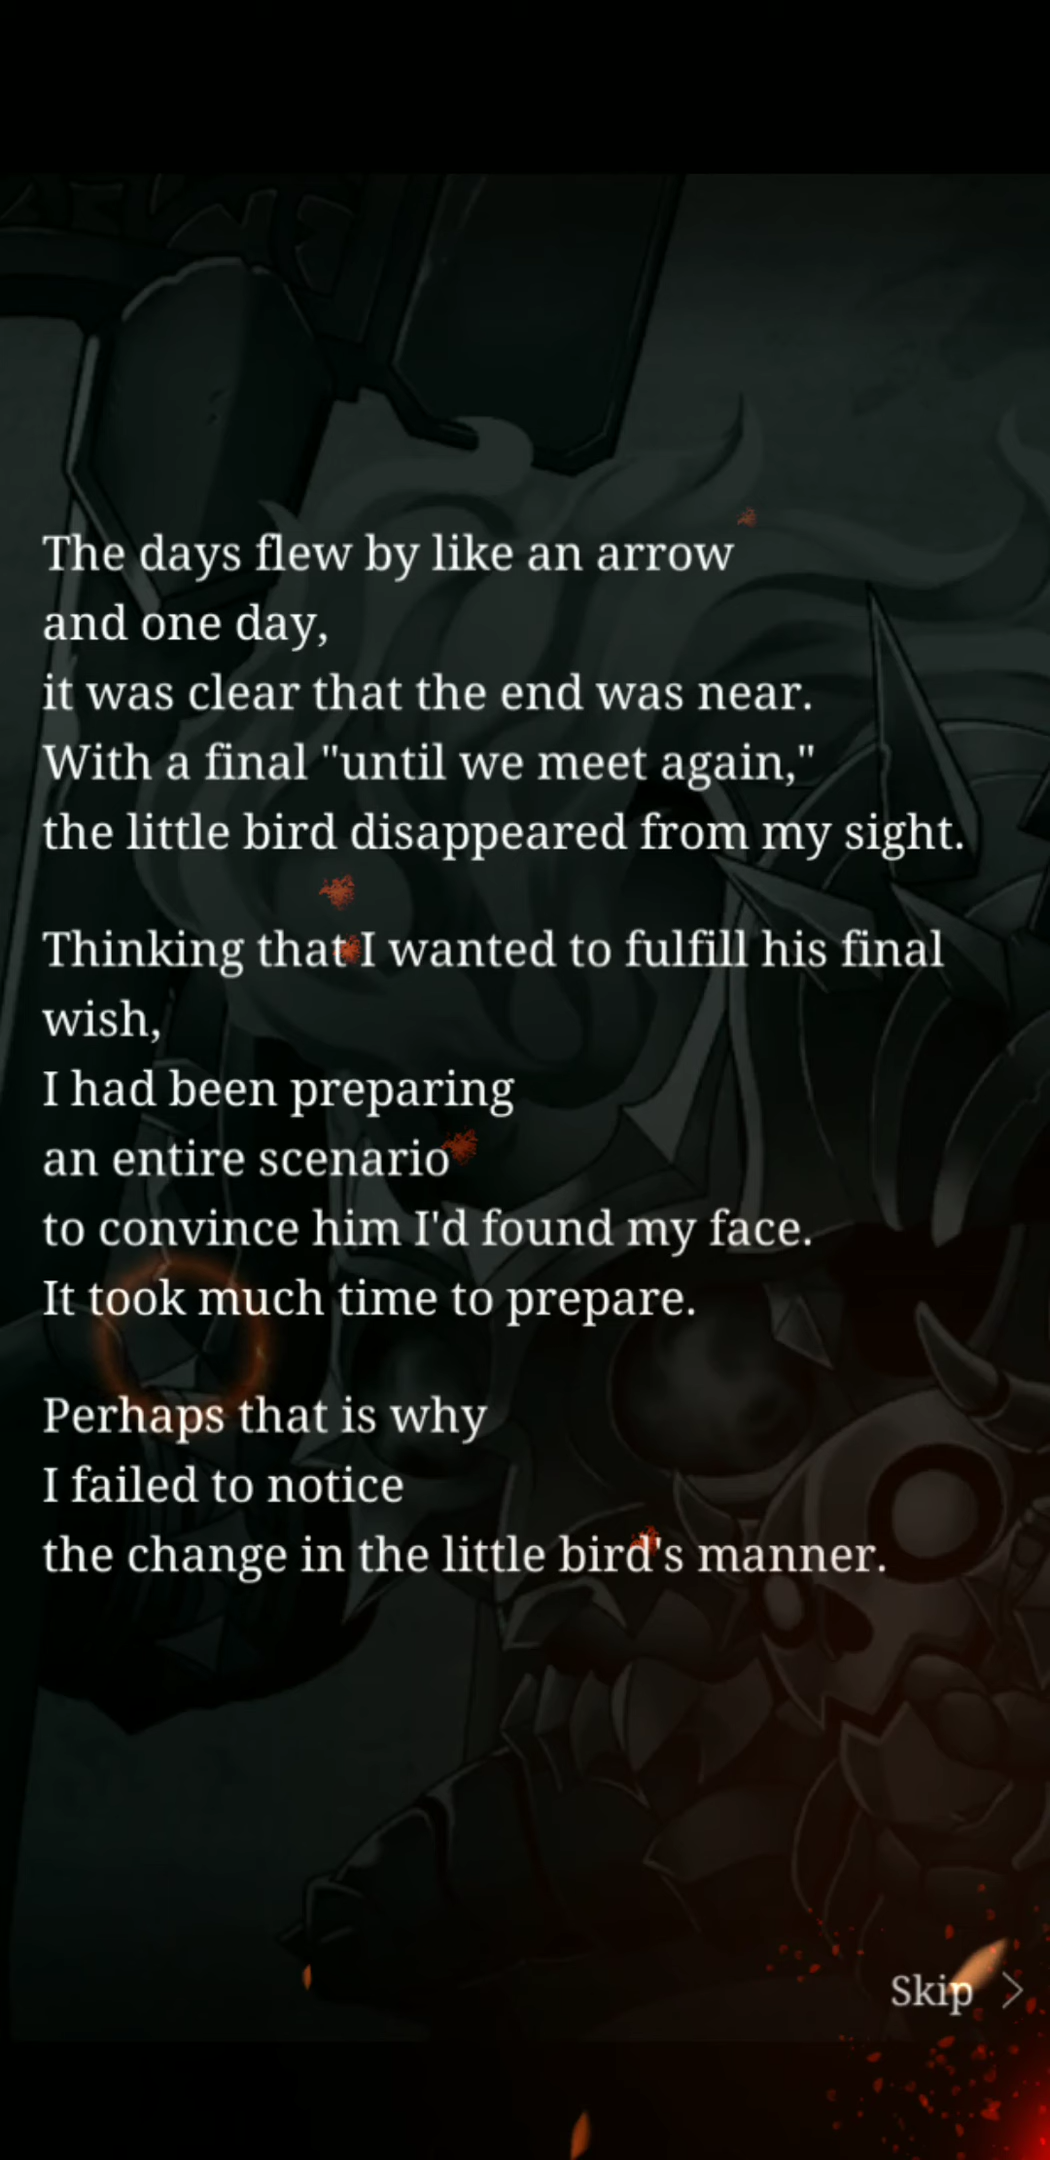 The days flew by like an arrow
and one day,
it was clear that the end was near.
With a final "until we meet again,"
the little bird disappeared from my sight.
Thinking that I wanted to fulfill his final
wish,
I had been preparing
an entire scenario
to convince him I'd found my face.
It took much time to prepare.
Perhaps that is why
I failed to notice
the change in the little bird's manner.
Skip >